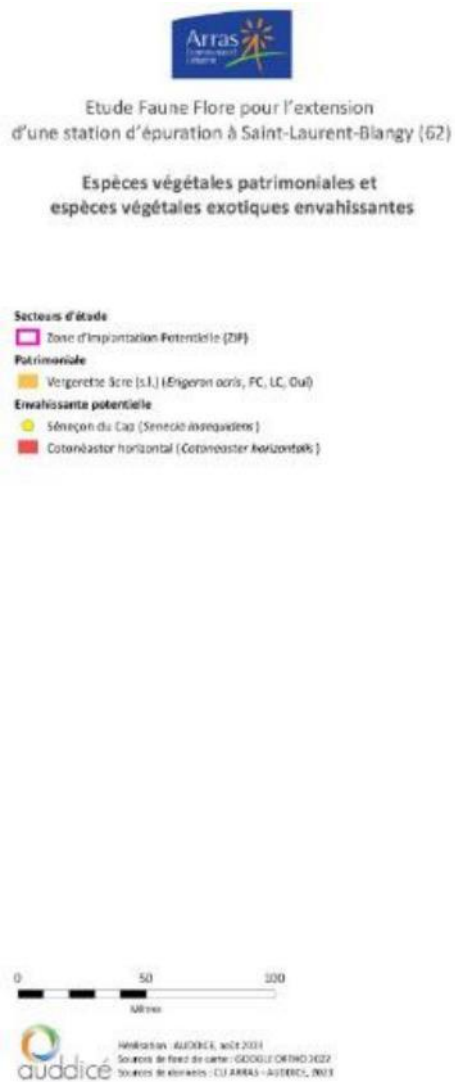 Arras
Communauté
Urbaine
Etude Faune Flore pour l'extension
d'une station d'épuration à Saint-Laurent-Blangy (62)
Espèces végétales patrimoniales et
espèces végétales exotiques envahissantes
Secteurs d'étude
Zone d'Implantation Potentielle (ZIP)
Patrimoniale
Vergerette âcre (s.l.) (Erigeron acris, PC, LC, Oui)
Envahissante potentielle
Séneçon du Cap (Senecio inaequidens)
Cotonéaster horizontal (Cotoneaster horizontalis)
0 50 100
Mètres
auddicé
Réalisation : AUDDICE, août 2023
Sources de fond de carte : GOOGLE ORTHO 2022
Sources de données : CU ARRAS - AUDDICE, 2023